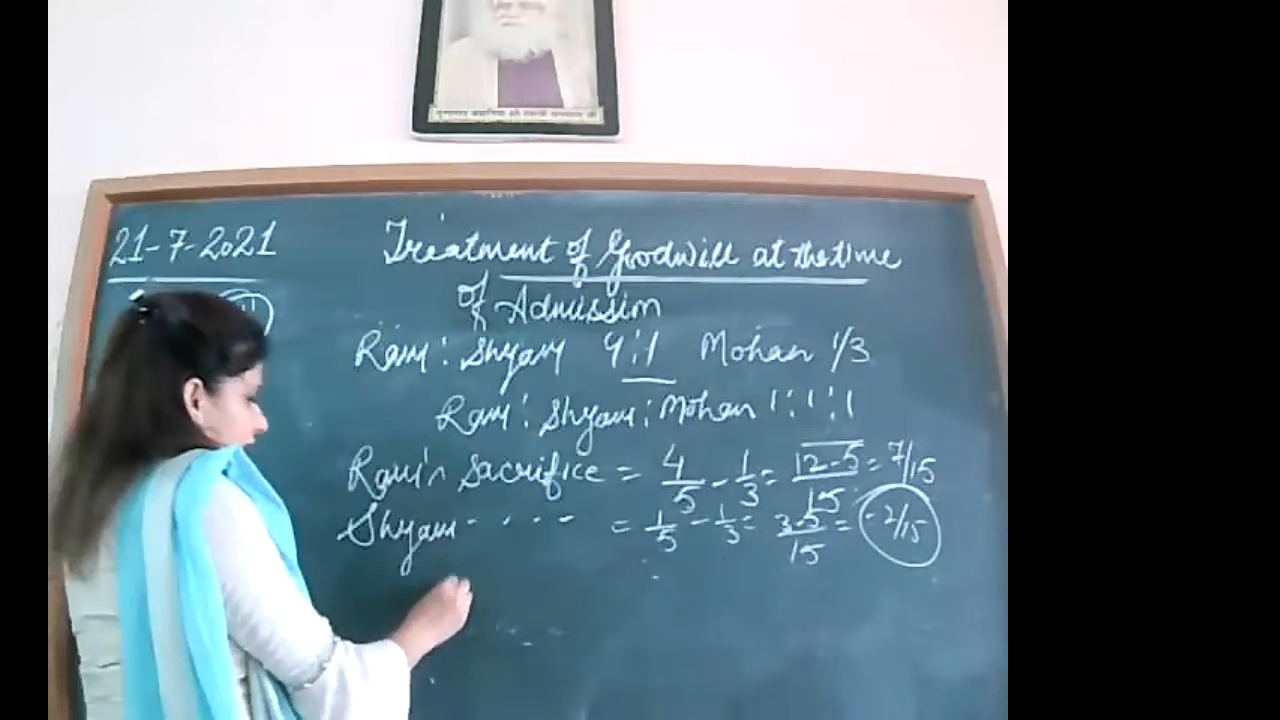 21-7-2021
Treatment of Goodwill at the time
of Admission
Ram : Shyam 4:1 Mohan 1/3
Ram : Shyam : Mohan 1:1:1
Ram's Sacrifice = 4/5 - 1/3 = 12-5/15 = 7/15
Shyam - - - - = 1/5 - 1/3 = 3-5/15 = -2/15